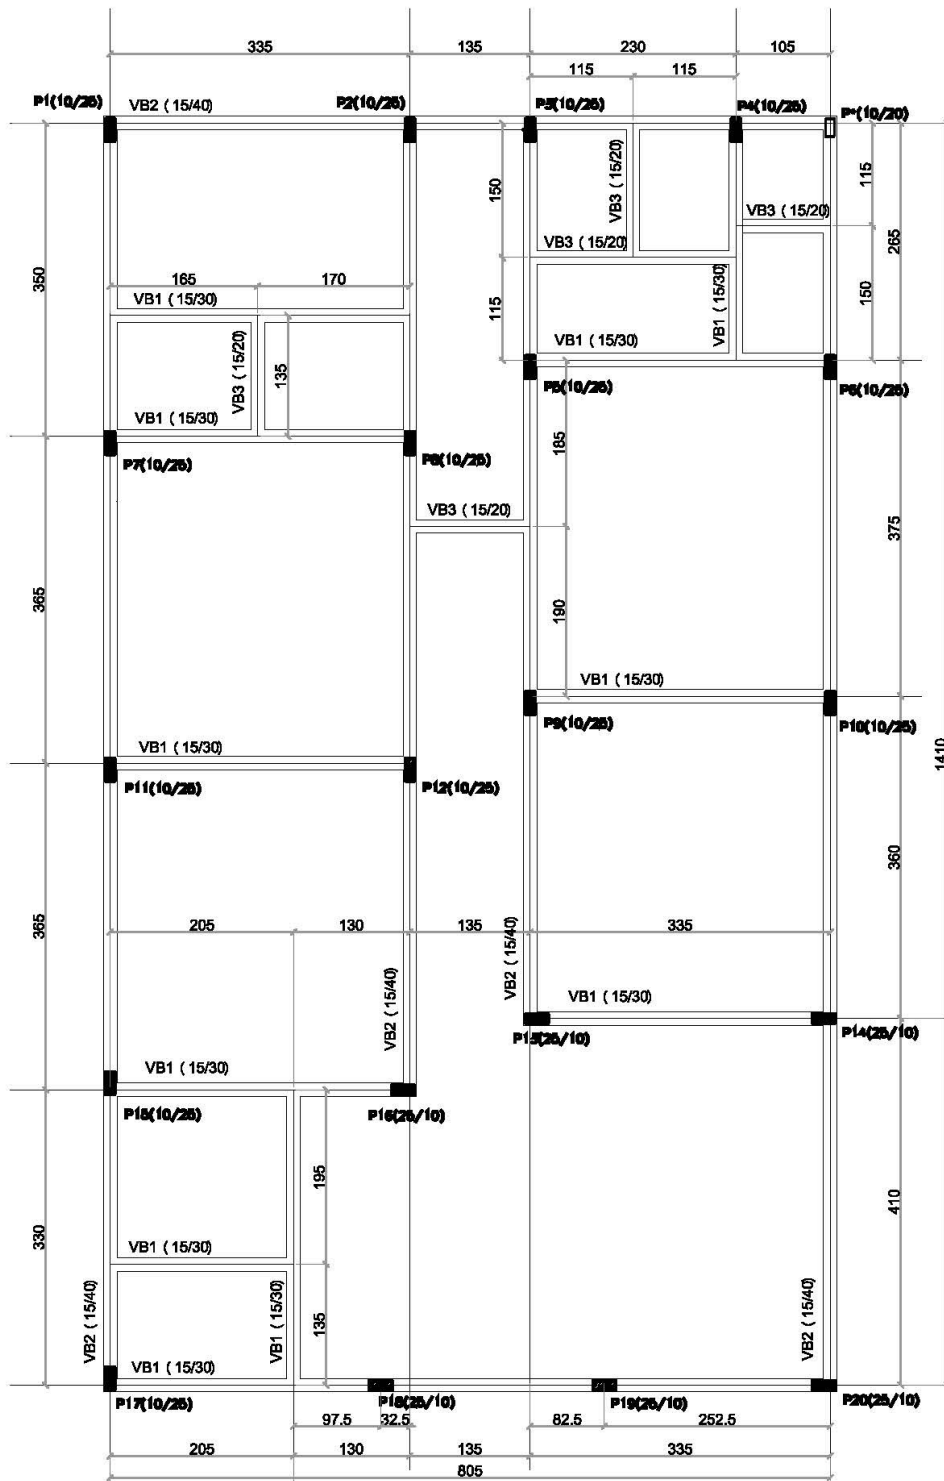 335
135
230
105
115
115
P1(10/25)
VB2 ( 15/40)
P2(10/25)
P3(10/25)
P4(10/25)
P*(10/20)
150
VB3 ( 15/20)
115
VB3 ( 15/20)
265
VB3 ( 15/20)
350
165
170
VB1 ( 15/30)
115
VB1 ( 15/30)
150
VB3 ( 15/20)
135
VB1 ( 15/30)
VB1 ( 15/30)
P5(10/25)
P6(10/25)
P7(10/25)
P8(10/25)
185
VB3 ( 15/20)
375
365
190
VB1 ( 15/30)
P9(10/25)
P10(10/25)
VB1 ( 15/30)
1410
P11(10/25)
P12(10/25)
360
365
205
130
135
335
VB2 ( 15/40)
VB2 ( 15/40)
VB1 ( 15/30)
P13(25/10)
P14(25/10)
VB1 ( 15/30)
P15(10/25)
P16(25/10)
195
410
330
VB1 ( 15/30)
VB2 ( 15/40)
VB1 ( 15/30)
135
VB2 ( 15/40)
VB1 ( 15/30)
P17(10/25)
P18(25/10)
P19(25/10)
P20(25/10)
97.5
32.5
82.5
252.5
205
130
135
335
805